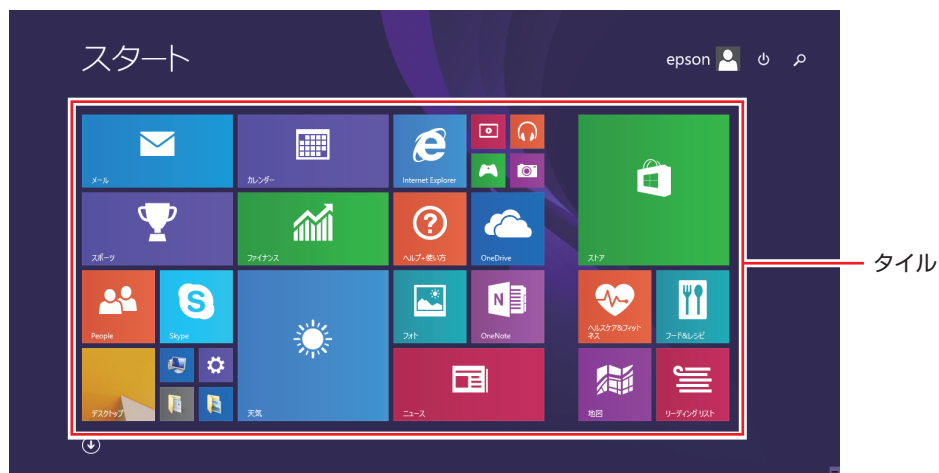 スタート
epson
メール
カレンダー
Internet Explorer
スポーツ
ファイナンス
ヘルプ+使い方
OneDrive
ストア
タイル
People
Skype
フォト
N
OneNote
ヘルスケア&フィット
ネス
フード&レシピ
デスクトップ
天気
ニュース
地図
リーディング リスト